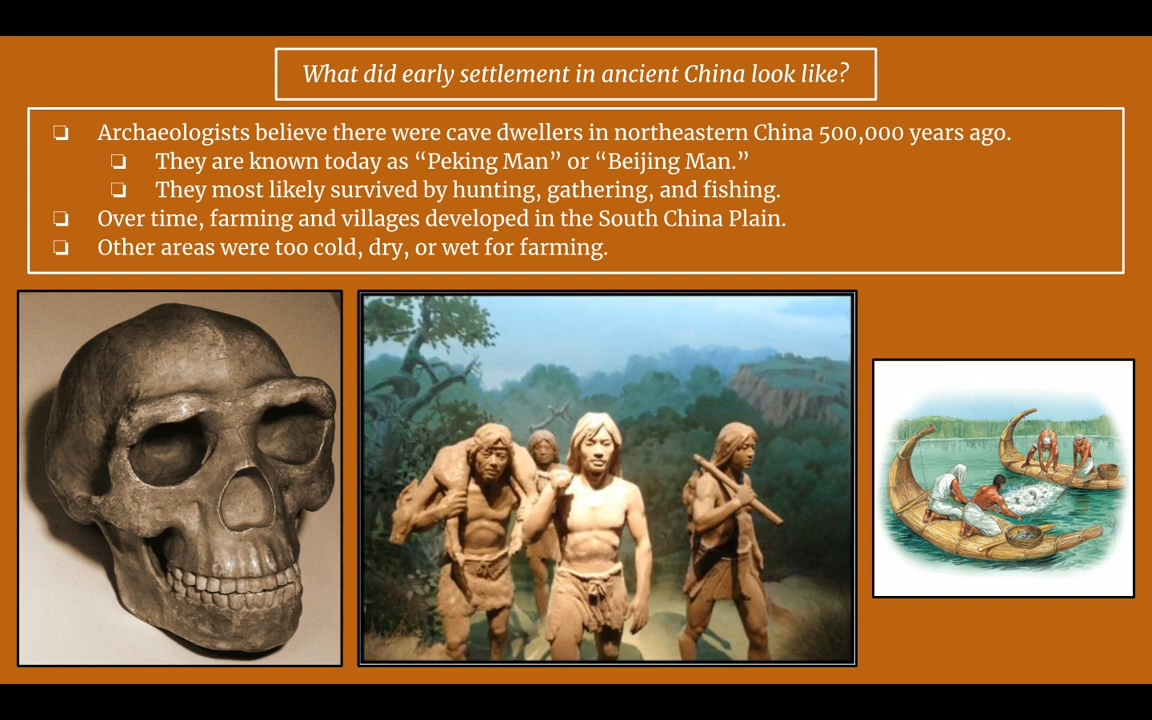 What did early settlement in ancient China look like?
❏ Archaeologists believe there were cave dwellers in northeastern China 500,000 years ago.
❏ They are known today as “Peking Man” or “Beijing Man.”
❏ They most likely survived by hunting, gathering, and fishing.
❏ Over time, farming and villages developed in the South China Plain.
❏ Other areas were too cold, dry, or wet for farming.